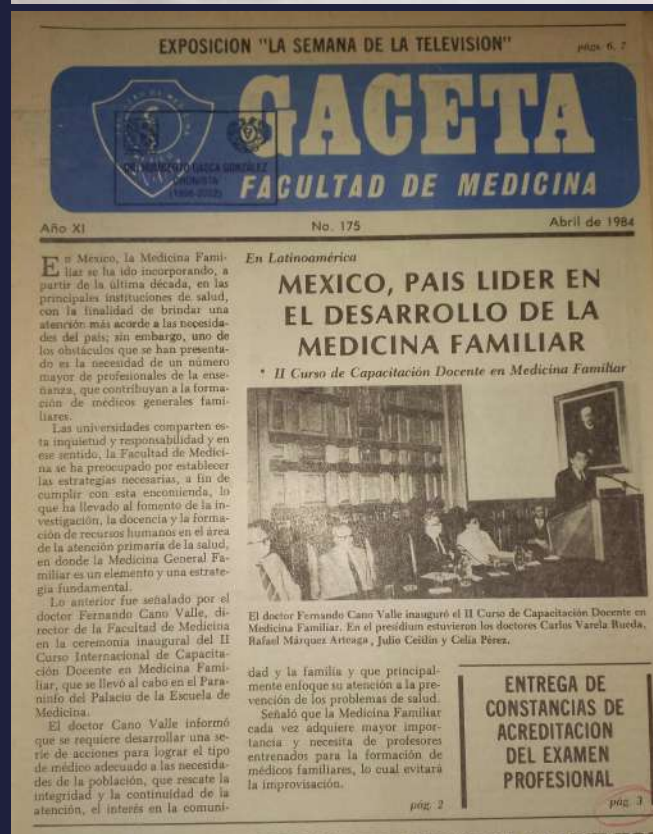 EXPOSICION "LA SEMANA DE LA TELEVISION"
págs. 6, 7
GACETA
FACULTAD DE MEDICINA
CRONISTA
Año XI
No. 175
Abril de 1984
En México, la Medicina Fami-
liar se ha ido incorporando, a
partir de la última década, en las
principales instituciones de salud,
con la finalidad de brindar una
atención más acorde a las necesida-
des del país; sin embargo, uno de
los obstáculos que se han presenta-
do es la necesidad de un número
mayor de profesionales de la ense-
ñanza, que contribuyan a la forma-
ción de médicos generales fami-
liares.
Las universidades comparten es-
ta inquietud y responsabilidad y en
ese sentido, la Facultad de Medici-
na se ha preocupado por establecer
las estrategias necesarias, a fin de
cumplir con esta encomienda, lo
que ha llevado al fomento de la in-
vestigación, la docencia y la forma-
ción de recursos humanos en el área
de la atención primaria de la salud,
en donde la Medicina General Fa-
miliar es un elemento y una estrate-
gia fundamental.
Lo anterior fue señalado por el
doctor Fernando Cano Valle, di-
rector de la Facultad de Medicina
en la ceremonia inaugural del II
Curso Internacional de Capacita-
ción Docente en Medicina Fami-
liar, que se llevó al cabo en el Para-
ninfo del Palacio de la Escuela de
Medicina.
El doctor Cano Valle informó
que se requiere desarrollar una se-
rie de acciones para lograr el tipo
de médico adecuado a las necesida-
des de la población, que rescate la
integridad y la continuidad de la
atención, el interés en la comuni-
En Latinoamérica
MEXICO, PAIS LIDER EN
EL DESARROLLO DE LA
MEDICINA FAMILIAR
* II Curso de Capacitación Docente en Medicina Familiar
El doctor Fernando Cano Valle inauguró el II Curso de Capacitación Docente en
Medicina Familiar. En el presídium estuvieron los doctores Carlos Varela Rueda,
Rafael Márquez Arteaga, Julio Ceitlin y Celia Pérez.
dad y la familia y que principal-
mente enfoque su atención a la pre-
vención de los problemas de salud.
Señaló que la Medicina Familiar
cada vez adquiere mayor impor-
tancia y necesita de profesores
entrenados para la formación de
médicos familiares, lo cual evitará
la improvisación.
pág. 2
ENTREGA DE
CONSTANCIAS DE
ACREDITACION
DEL EXAMEN
PROFESIONAL
pág. 3